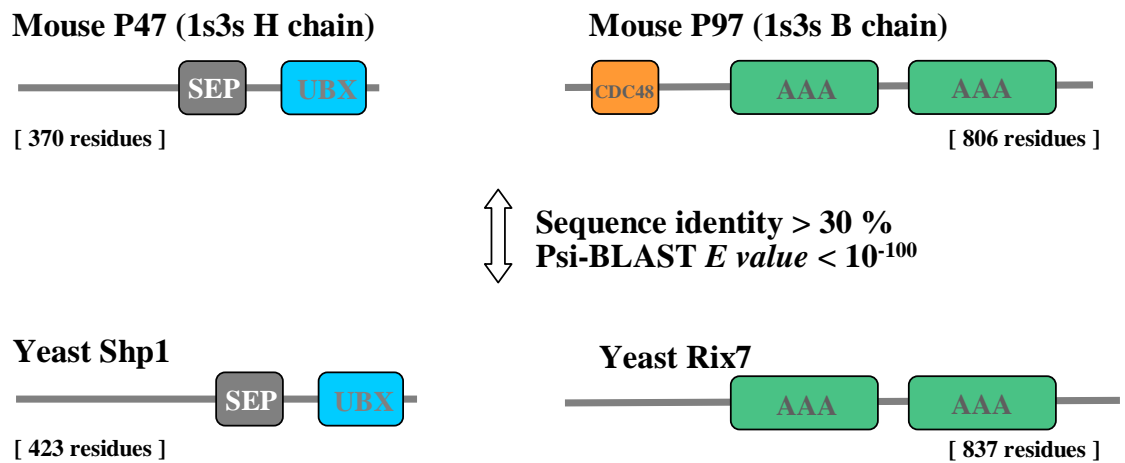 Mouse P47 (1s3s H chain)
SEP
UBX
[ 370 residues ]
Mouse P97 (1s3s B chain)
CDC48
AAA
AAA
[ 806 residues ]
Sequence identity > 30 %
Psi-BLAST E value < 10⁻¹⁰⁰
Yeast Shp1
SEP
UBX
[ 423 residues ]
Yeast Rix7
AAA
AAA
[ 837 residues ]